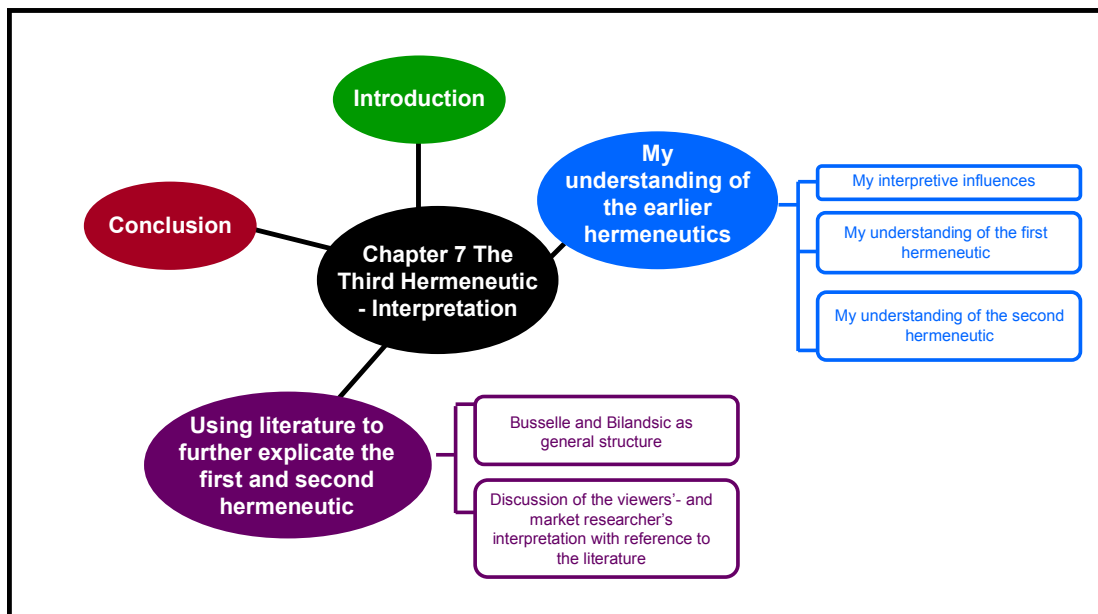 Introduction
My
understanding of
the earlier
hermeneutics
My interpretive influences
My understanding of the first
hermeneutic
My understanding of the second
hermeneutic
Conclusion
Chapter 7 The
Third Hermeneutic
- Interpretation
Using literature to
further explicate the
first and second
hermeneutic
Busselle and Bilandsic as
general structure
Discussion of the viewers’- and
market researcher’s
interpretation with reference to
the literature